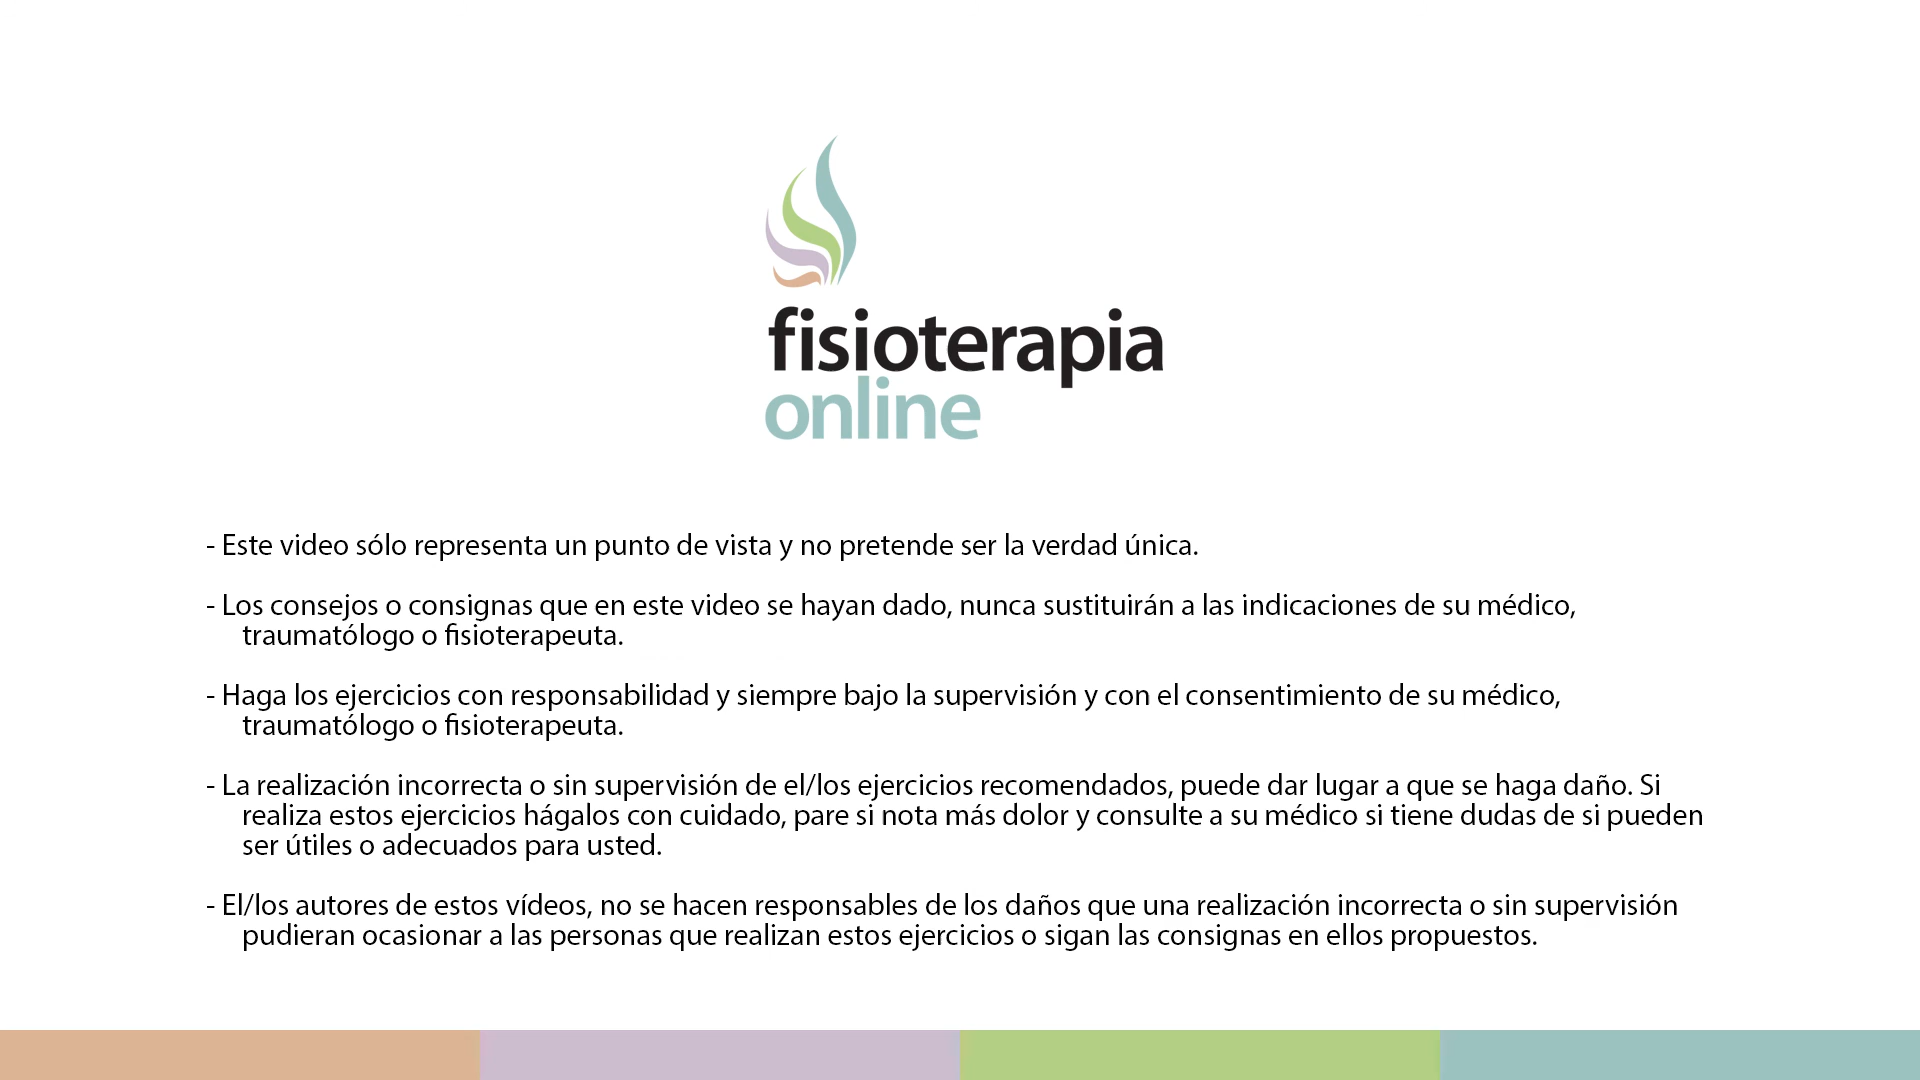 fisioterapia
online
- Este video sólo representa un punto de vista y no pretende ser la verdad única.
- Los consejos o consignas que en este video se hayan dado, nunca sustituirán a las indicaciones de su médico,
traumatólogo o fisioterapeuta.
- Haga los ejercicios con responsabilidad y siempre bajo la supervisión y con el consentimiento de su médico,
traumatólogo o fisioterapeuta.
- La realización incorrecta o sin supervisión de el/los ejercicios recomendados, puede dar lugar a que se haga daño. Si
realiza estos ejercicios hágalos con cuidado, pare si nota más dolor y consulte a su médico si tiene dudas de si pueden
ser útiles o adecuados para usted.
- El/los autores de estos vídeos, no se hacen responsables de los daños que una realización incorrecta o sin supervisión
pudieran ocasionar a las personas que realizan estos ejercicios o sigan las consignas en ellos propuestos.